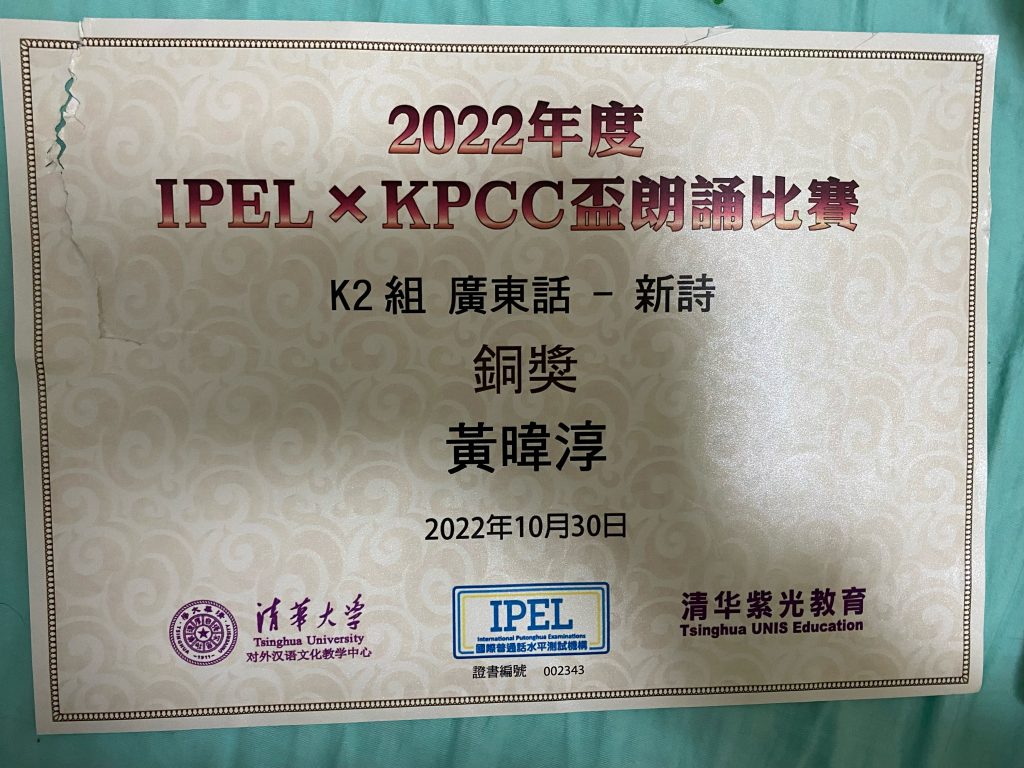 2022年度
IPEL × KPCC盃朗誦比賽
K2 組 廣東話 - 新詩
銅獎
黃暐淳
2022年10月30日
清華大学
Tsinghua University
对外汉语文化教学中心
IPEL
International Putonghua Examinations
國際普通話水平測試機構
證書編號 002343
清华紫光教育
Tsinghua UNIS Education